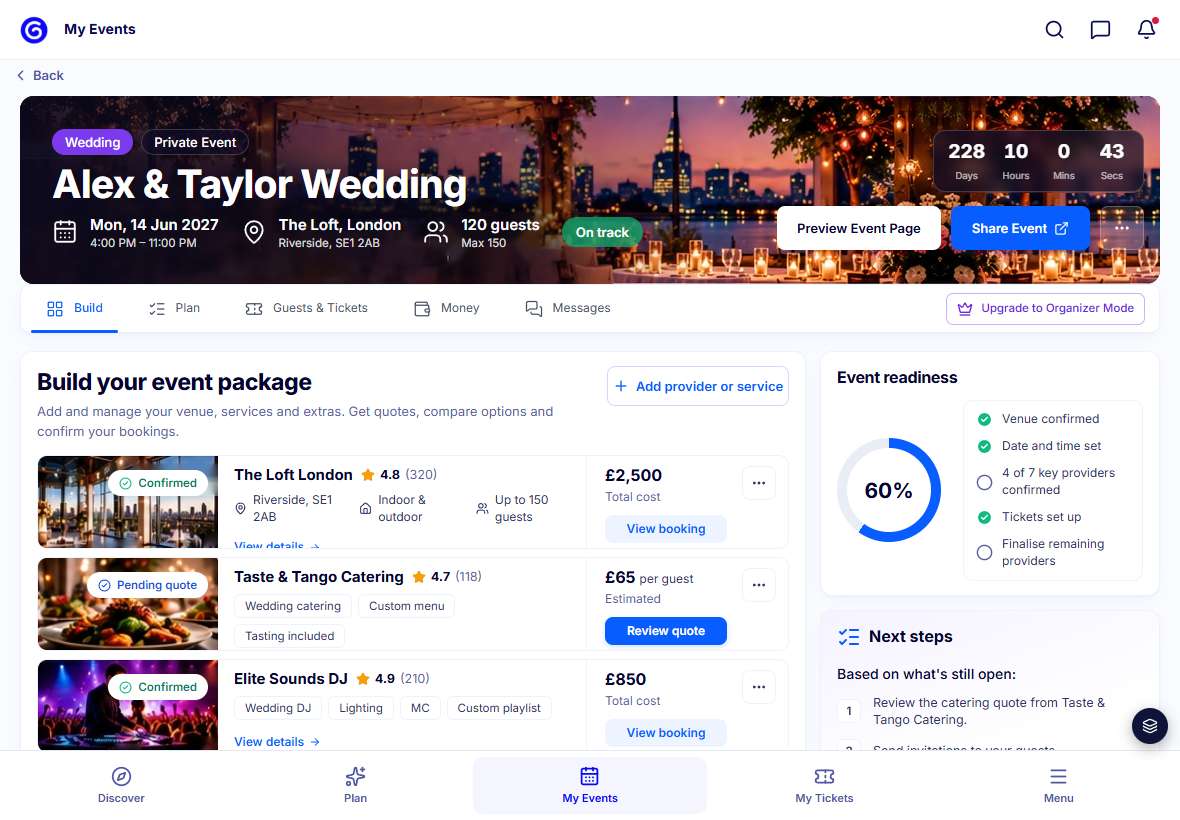 My Events
Back
Wedding
Private Event
Alex & Taylor Wedding
Mon, 14 Jun 2027
4:00 PM – 11:00 PM
The Loft, London
Riverside, SE1 2AB
120 guests
Max 150
On track
228
Days
10
Hours
0
Mins
43
Secs
Preview Event Page
Share Event
Build
Plan
Guests & Tickets
Money
Messages
Upgrade to Organizer Mode
Build your event package
Add and manage your venue, services and extras. Get quotes, compare options and
confirm your bookings.
+ Add provider or service
Confirmed
The Loft London
4.8 (320)
Riverside, SE1
2AB
Indoor &
outdoor
Up to 150
guests
View details →
£2,500
Total cost
View booking
Pending quote
Taste & Tango Catering
4.7 (118)
Wedding catering
Custom menu
Tasting included
£65 per guest
Estimated
Review quote
Confirmed
Elite Sounds DJ
4.9 (210)
Wedding DJ
Lighting
MC
Custom playlist
View details →
£850
Total cost
View booking
Event readiness
60%
Venue confirmed
Date and time set
4 of 7 key providers
confirmed
Tickets set up
Finalise remaining
providers
Next steps
Based on what's still open:
1
Review the catering quote from Taste &
Tango Catering.
2
Send invitations to your guests
Discover
Plan
My Events
My Tickets
Menu